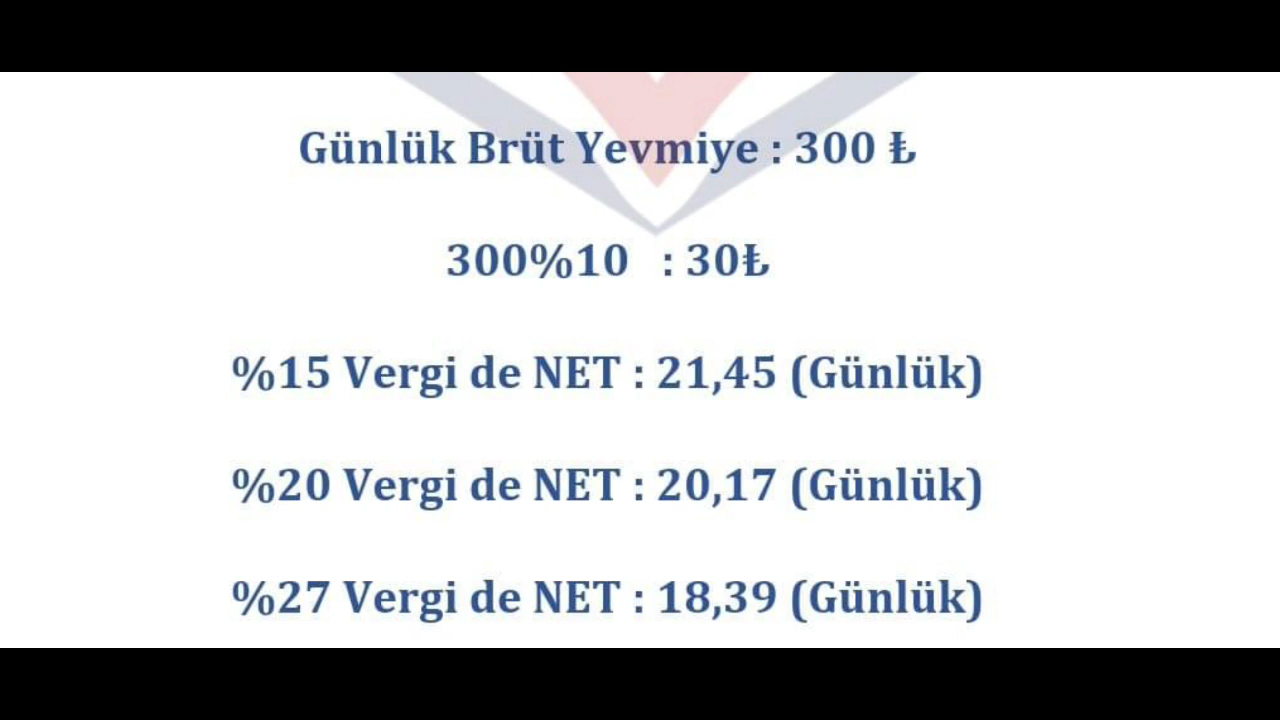 Günlük Brüt Yevmiye : 300 ₺
300%10 : 30₺
%15 Vergi de NET : 21,45 (Günlük)
%20 Vergi de NET : 20,17 (Günlük)
%27 Vergi de NET : 18,39 (Günlük)